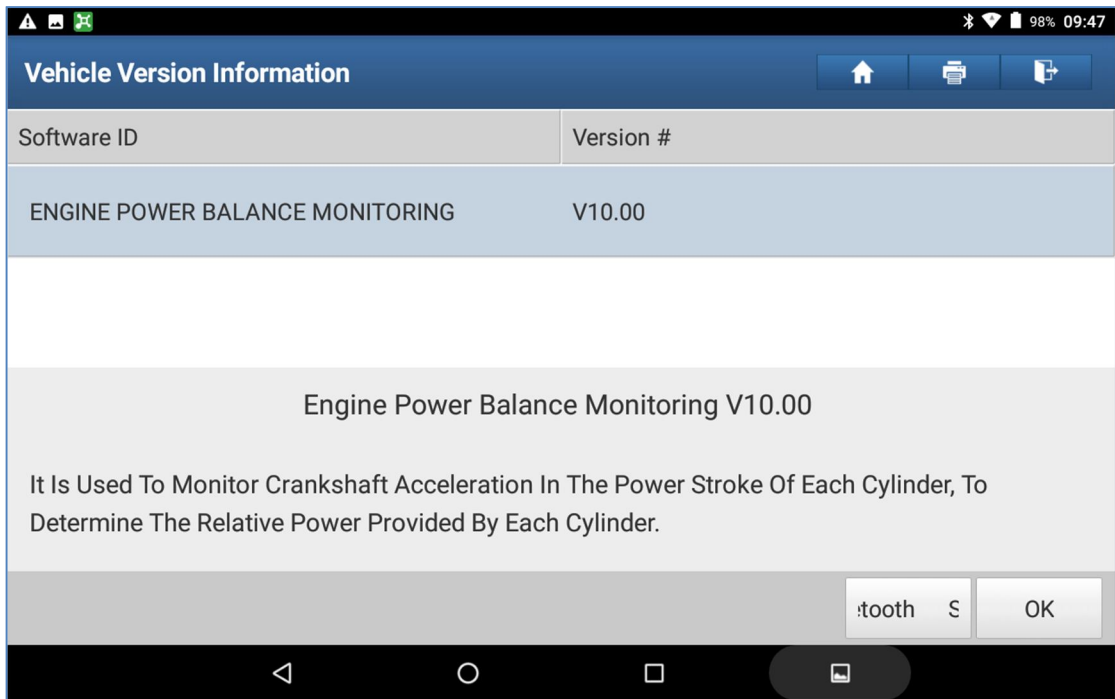 98% 09:47
Vehicle Version Information
Software ID Version #
ENGINE POWER BALANCE MONITORING V10.00
Engine Power Balance Monitoring V10.00
It Is Used To Monitor Crankshaft Acceleration In The Power Stroke Of Each Cylinder, To
Determine The Relative Power Provided By Each Cylinder.
etooth S OK